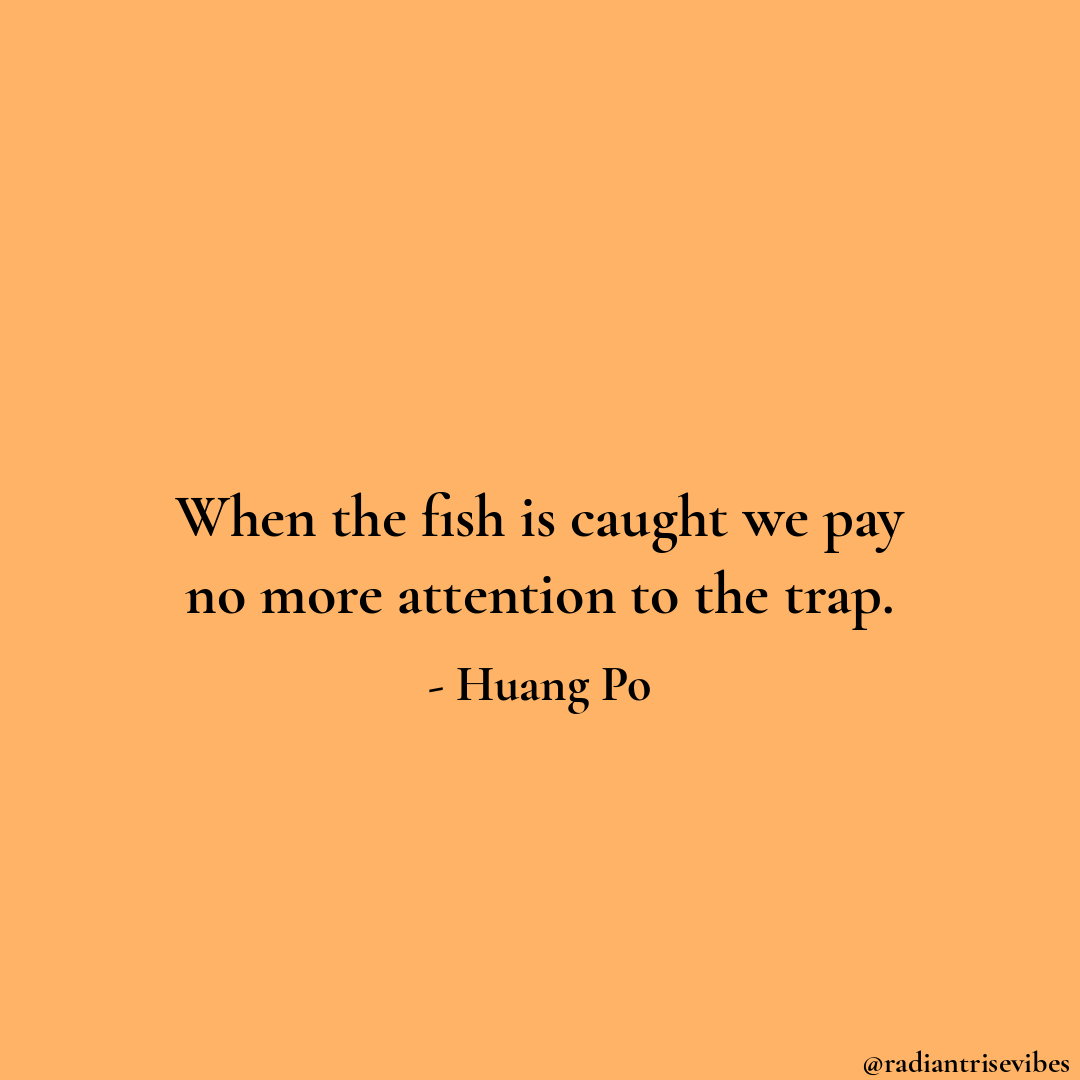 When the fish is caught we pay
no more attention to the trap.
- Huang Po
@radiantrisevibes